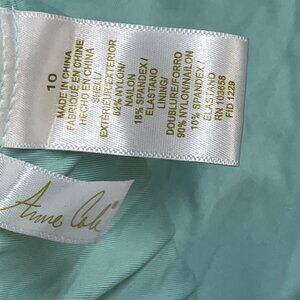 10
MADE IN CHINA
FABRIQUÉ EN CHINE
HECHO EN CHINA
SHELL/
EXTÉRIEUR/EXTERIOR
82% NYLON/NAILON
18% SPANDEX/
ELASTANO
LINING/
DOUBLURE/FORRO
90% NYLON/NAILON
10% SPANDEX/
ELASTANO
RN 103658
FID 1229
Anne Cole